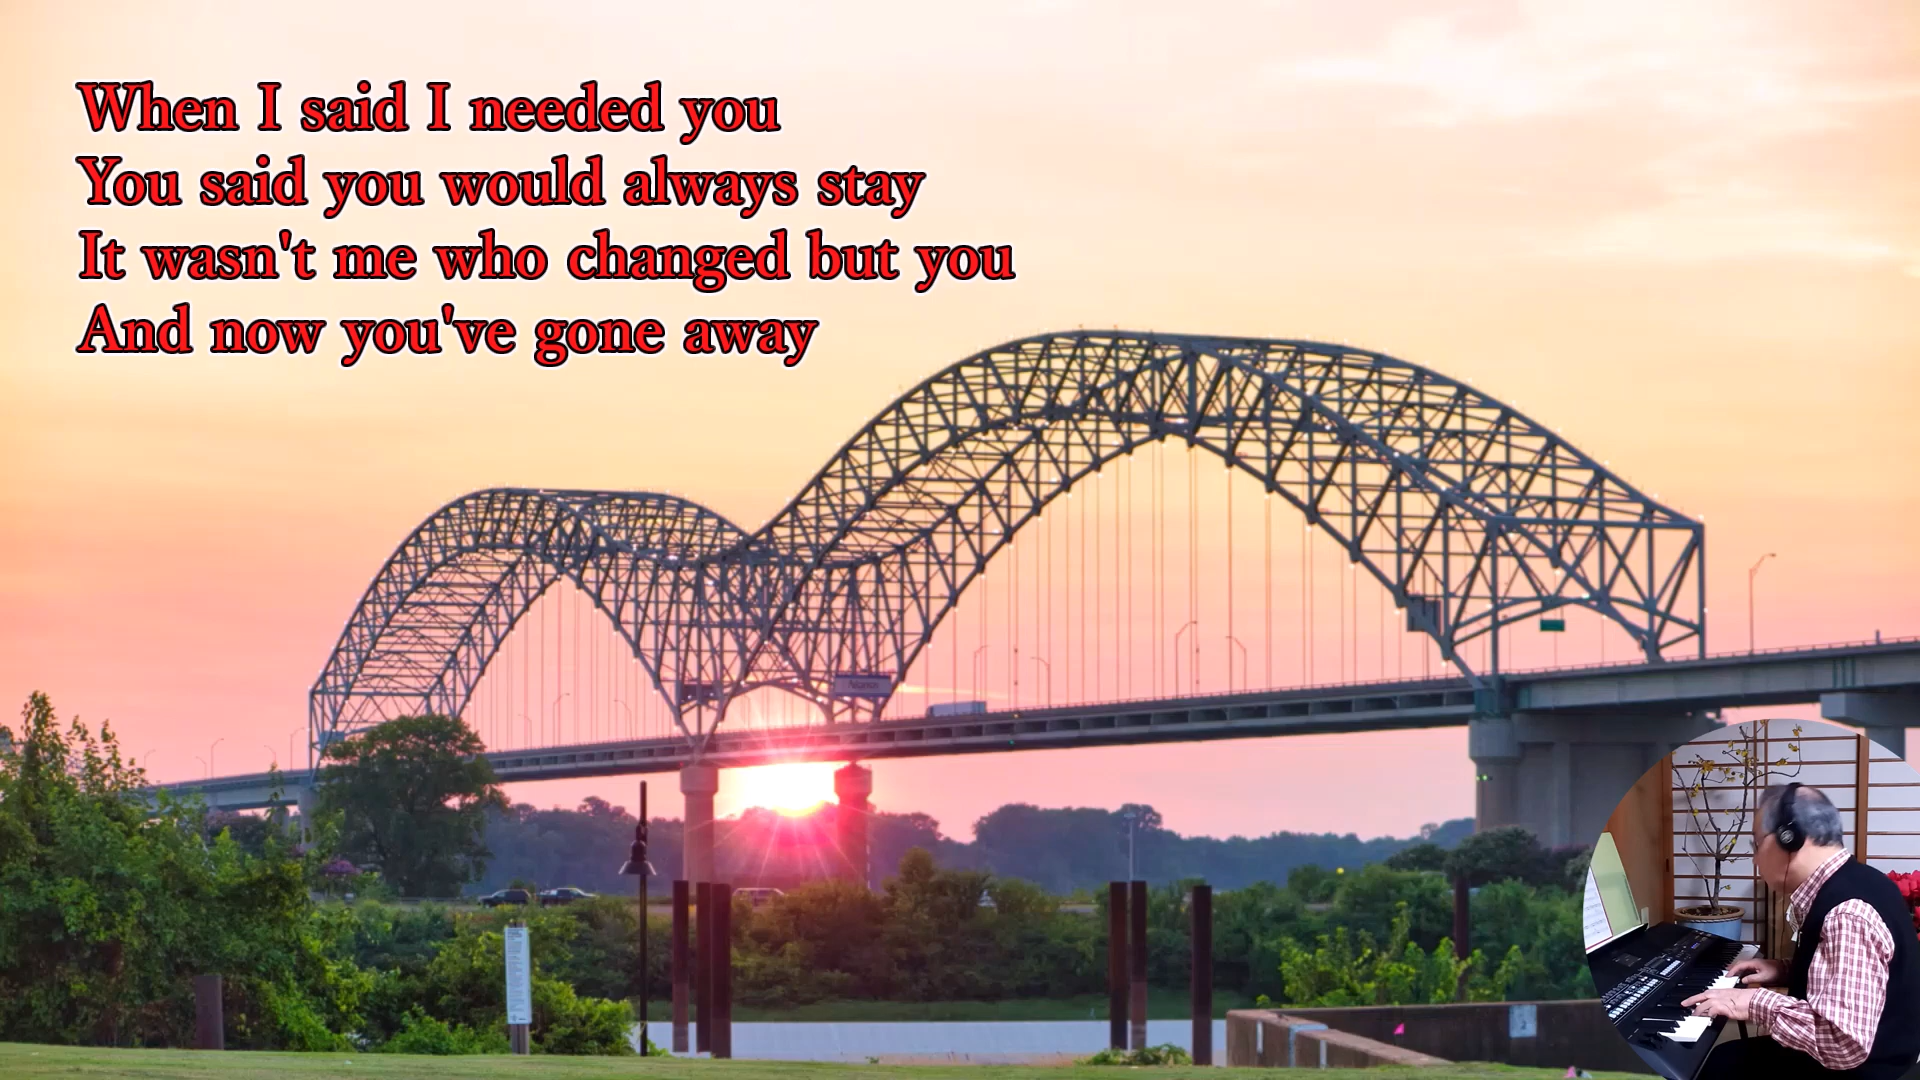 When I said I needed you
You said you would always stay
It wasn't me who changed but you
And now you've gone away